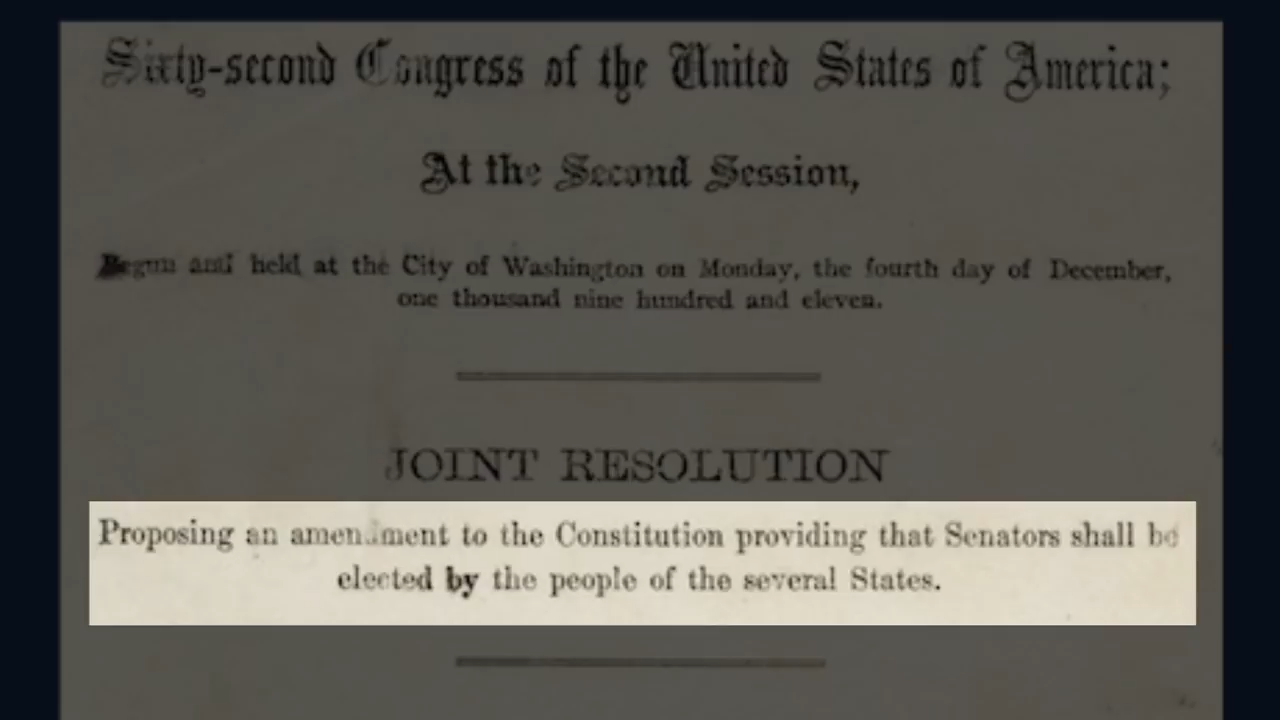 Sixty-second Congress of the United States of America;
At the Second Session,
Begun and held at the City of Washington on Monday, the fourth day of December,
one thousand nine hundred and eleven.
JOINT RESOLUTION
Proposing an amendment to the Constitution providing that Senators shall be
elected by the people of the several States.